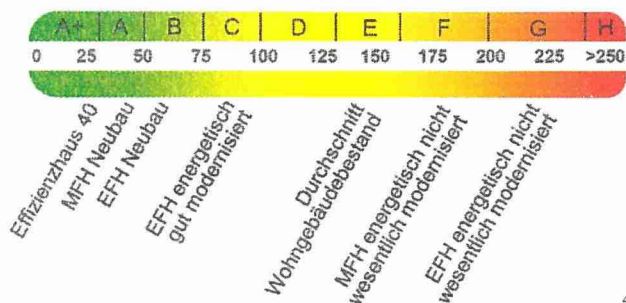 A+ A B C D E F G H
0 25 50 75 100 125 150 175 200 225 >250
Effizienzhaus 40
MFH Neubau
EFH Neubau
EFH energetisch
gut modernisiert
Durchschnitt
Wohngebäudebestand
MFH energetisch nicht
wesentlich modernisiert
EFH energetisch nicht
wesentlich modernisiert